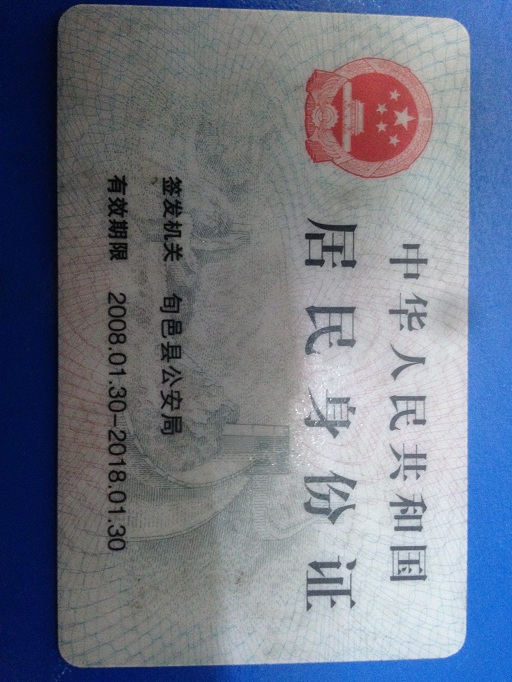 中华人民共和国
居民身份证
签发机关 旬邑县公安局
有效期限 2008.01.30-2018.01.30